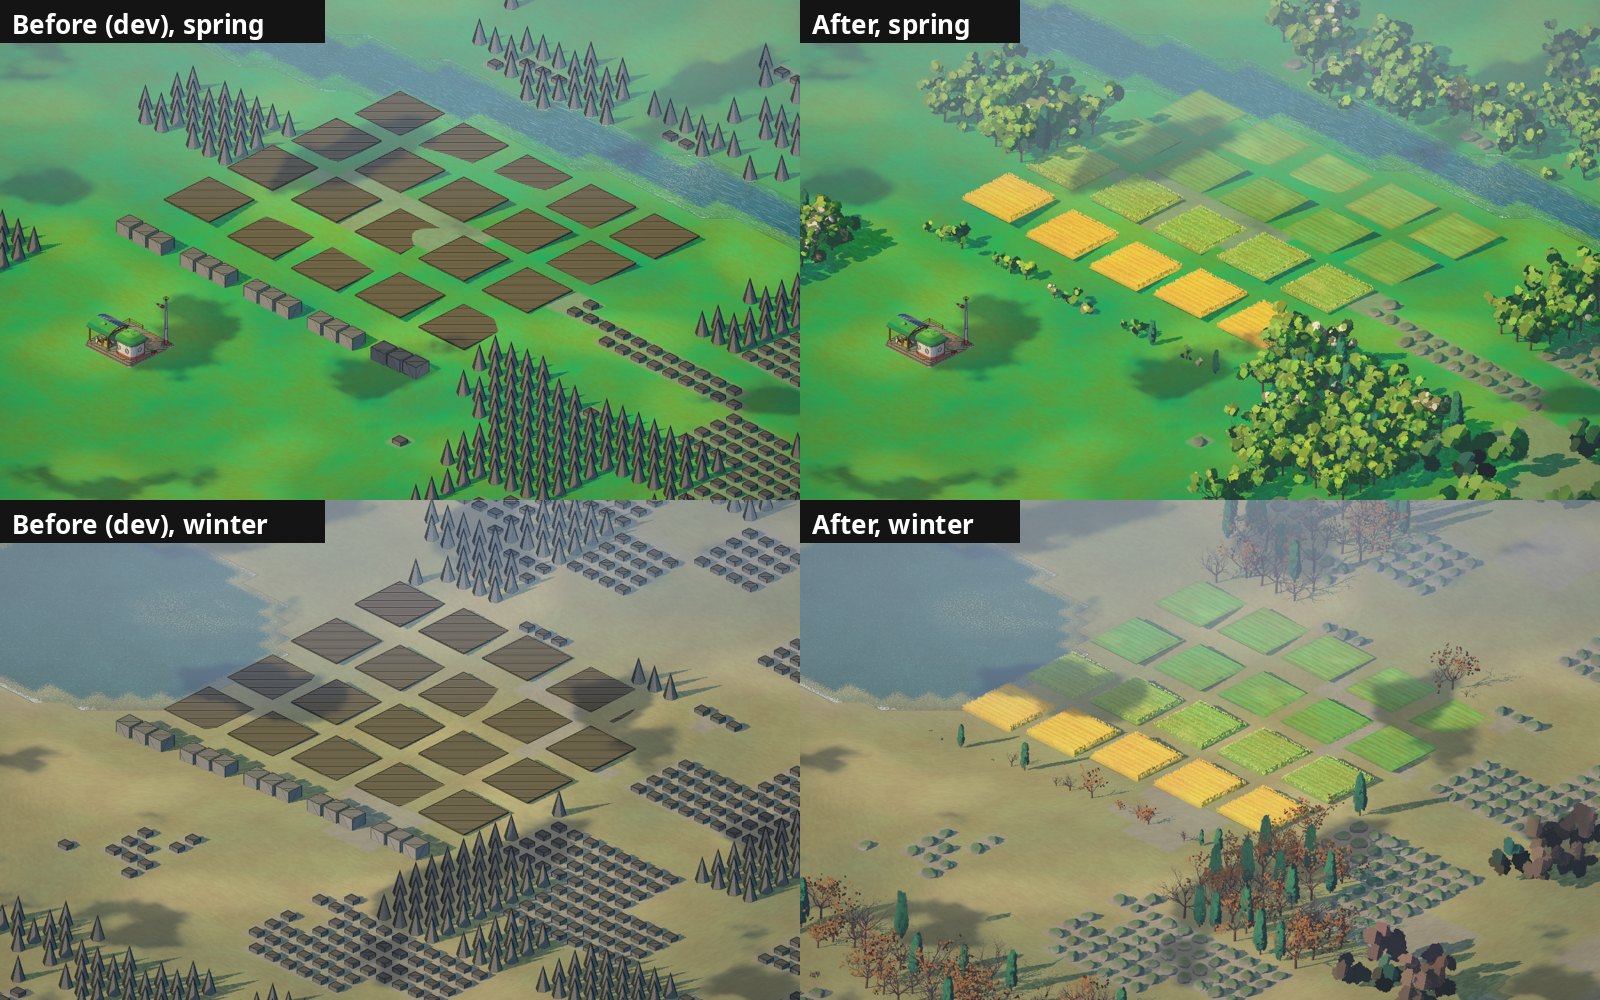 Before (dev), spring
After, spring
Before (dev), winter
After, winter